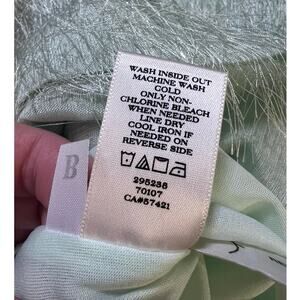 WASH INSIDE OUT
MACHINE WASH
COLD
ONLY NON-
CHLORINE BLEACH
WHEN NEEDED
LINE DRY
COOL IRON IF
NEEDED ON
REVERSE SIDE
295238
70107
CA#57421
B